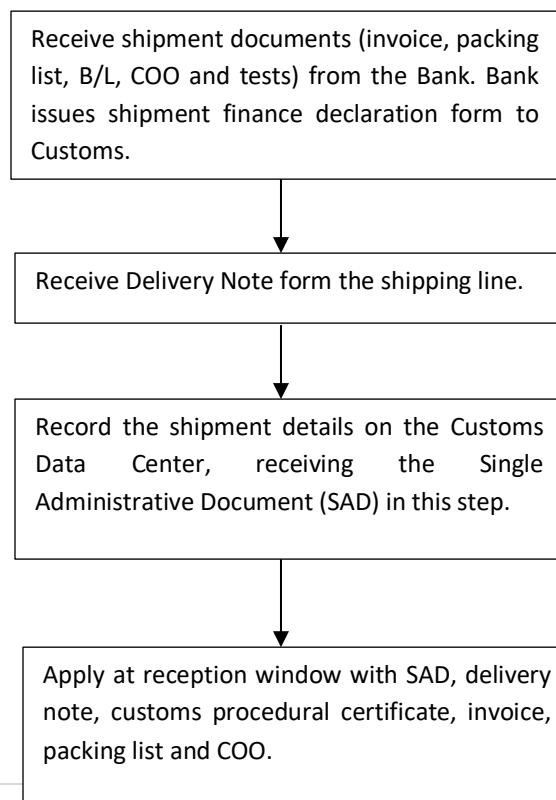 Receive shipment documents (invoice, packing
list, B/L, COO and tests) from the Bank. Bank
issues shipment finance declaration form to
Customs.
Receive Delivery Note form the shipping line.
Record the shipment details on the Customs
Data Center, receiving the Single
Administrative Document (SAD) in this step.
Apply at reception window with SAD, delivery
note, customs procedural certificate, invoice,
packing list and COO.